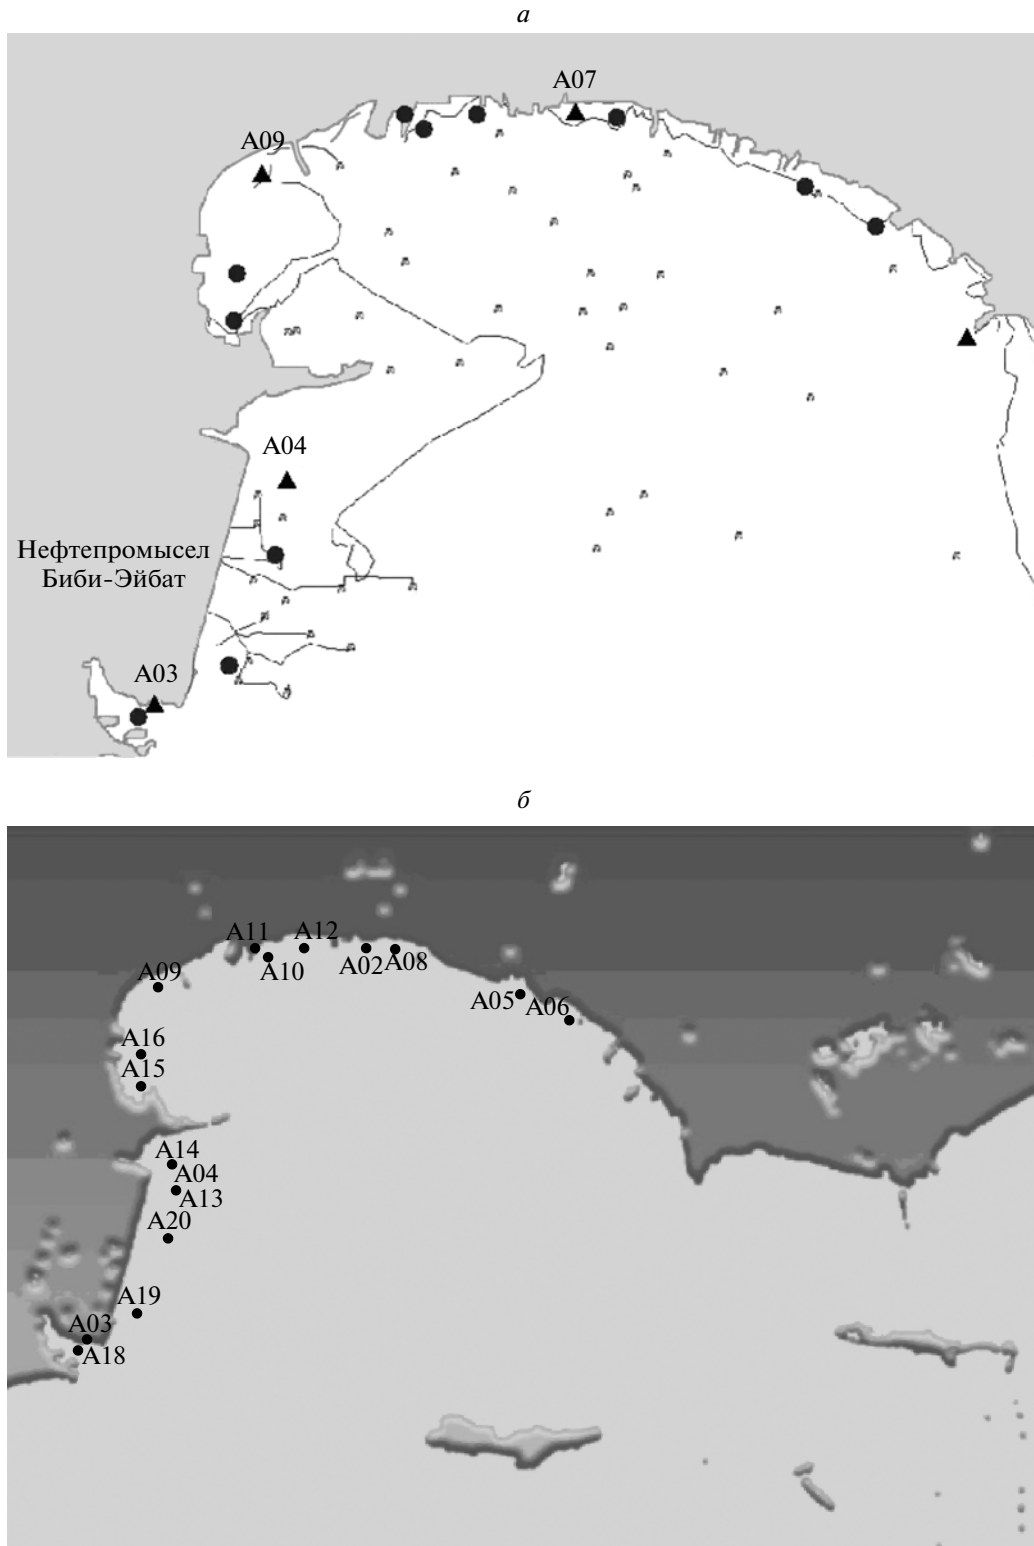 а
A07
A09
A04
Нефтепромысел
Биби-Эйбат
A03
б
A11
A12
A10
A02
A08
A09
A05
A06
A16
A15
A14
A04
A13
A20
A19
A03
A18